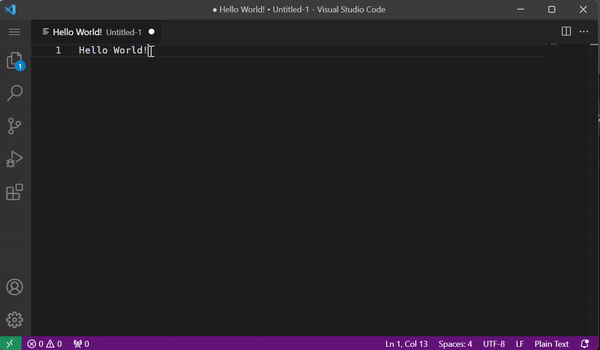 ● Hello World! • Untitled-1 - Visual Studio Code
Hello World! Untitled-1
1 Hello World!
1
0 0 0 Ln 1, Col 13 Spaces: 4 UTF-8 LF Plain Text